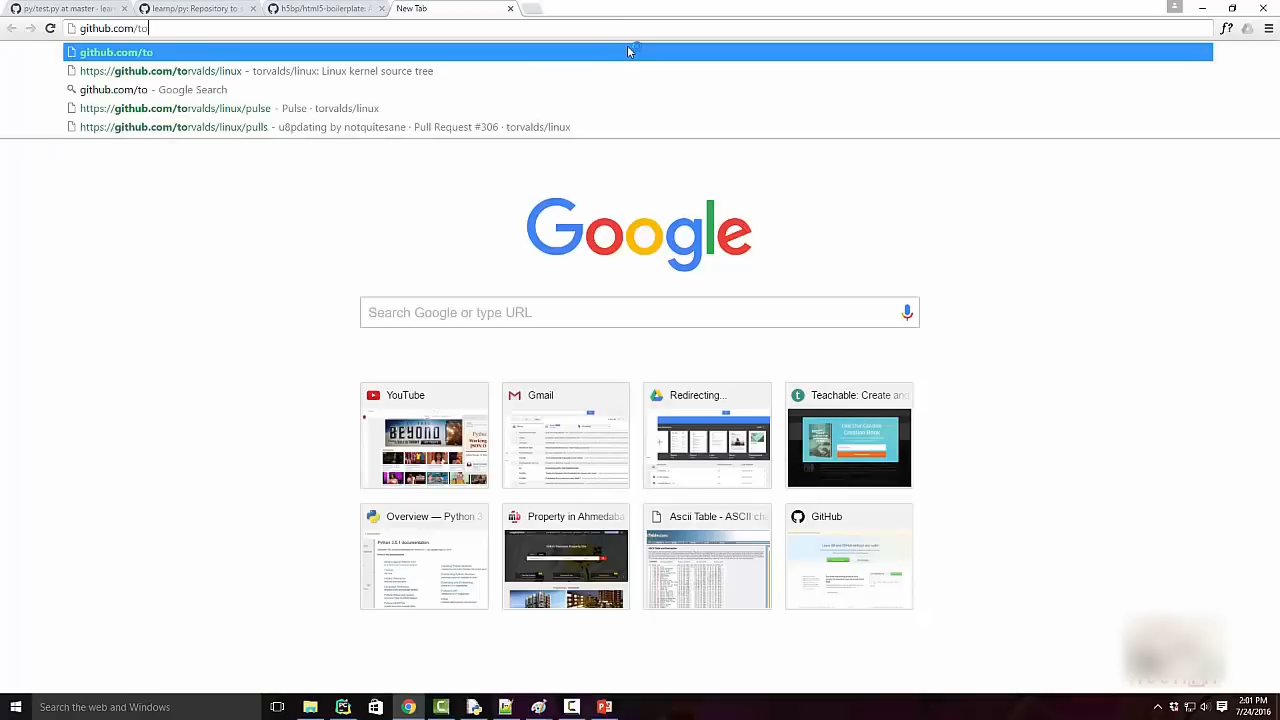 py/test.py at master · lear
learnp/py: Repository to
h5bp/html5-boilerplate:
New Tab
github.com/to
github.com/to
https://github.com/torvalds/linux - torvalds/linux: Linux kernel source tree
github.com/to - Google Search
https://github.com/torvalds/linux/pulse - Pulse · torvalds/linux
https://github.com/torvalds/linux/pulls - u8pdating by notquitesane · Pull Request #306 · torvalds/linux
Google
Search Google or type URL
YouTube
Gmail
Redirecting...
Teachable: Create and
BEYOND
Overview — Python 3
Property in Ahmedaba
Ascii Table - ASCII ch
GitHub
Search the web and Windows
2:01 PM
7/24/2016